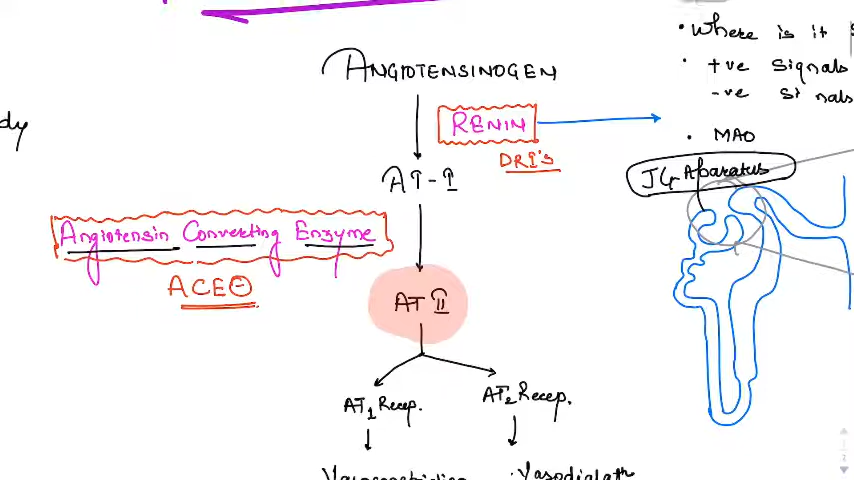 • Where is it
• +ve signals
-ve signals
• MAO
ANGIOTENSINOGEN
RENIN
DRI's
AT-I
JG Aparatus
Angiotensin Converting Enzyme
ACE⊖
AT II
AT1 Recep.
AT2 Recep.